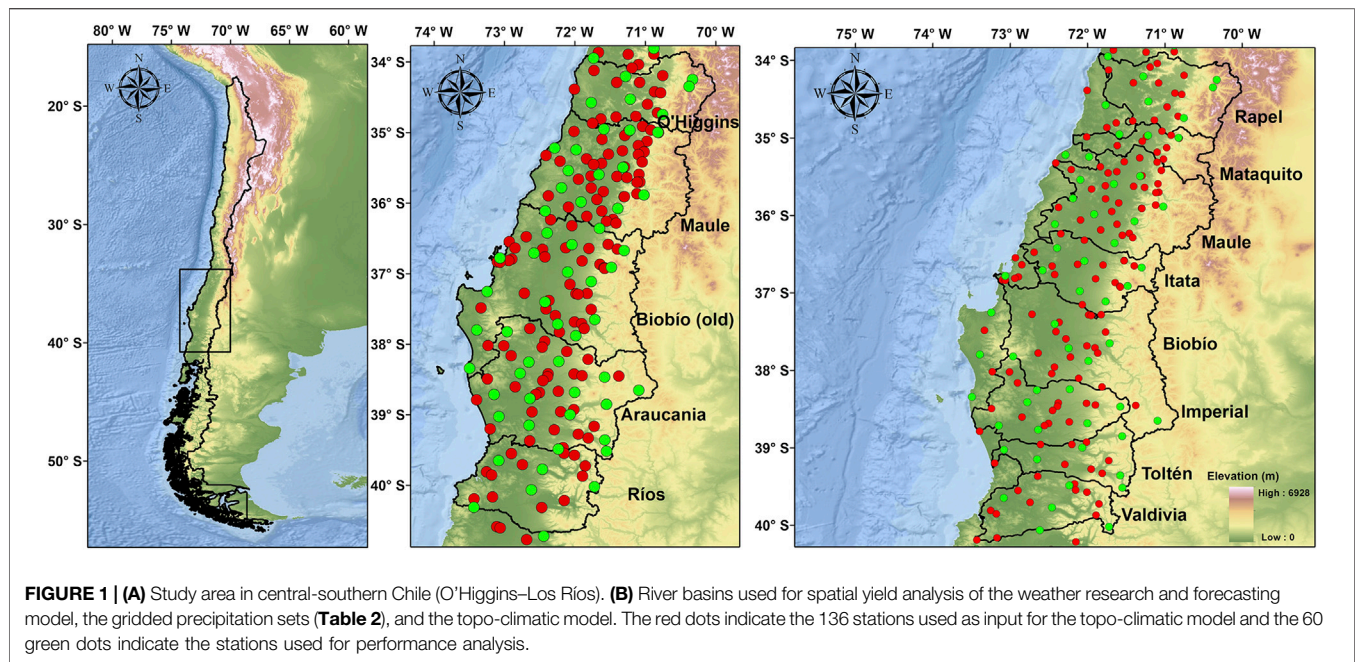 80° W 74° W 68° W 60° W
20° S
30° S
40° S
50° S
N
W E
S
74° W 73° W 72° W 71° W 70° W
34° S
35° S
36° S
37° S
38° S
39° S
40° S
N
W E
S
O'Higgins
Maule
Biobío (old)
Araucania
Ríos
75° W 74° W 73° W 72° W 71° W 70° W
34° S
35° S
36° S
37° S
38° S
39° S
40° S
N
W E
S
Rapel
Mataquito
Maule
Itata
Biobío
Imperial
Toltén
Valdivia
Elevation (m)
High : 6928
Low : 0
FIGURE 1 | (A) Study area in central-southern Chile (O'Higgins–Los Ríos). (B) River basins used for spatial yield analysis of the weather research and forecasting
model, the gridded precipitation sets (Table 2), and the topo-climatic model. The red dots indicate the 136 stations used as input for the topo-climatic model and the 60
green dots indicate the stations used for performance analysis.